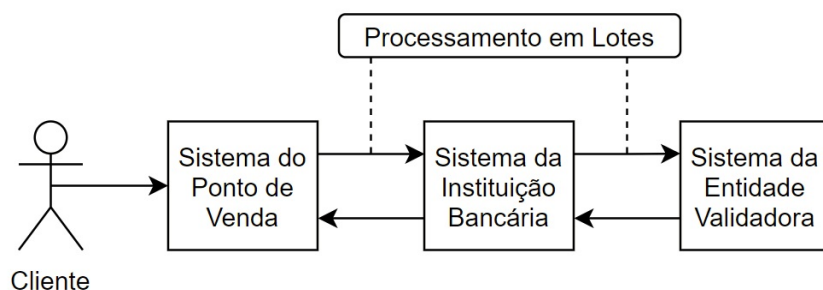 Processamento em Lotes
Sistema do
Ponto de
Venda
Sistema da
Instituição
Bancária
Sistema da
Entidade
Validadora
Cliente